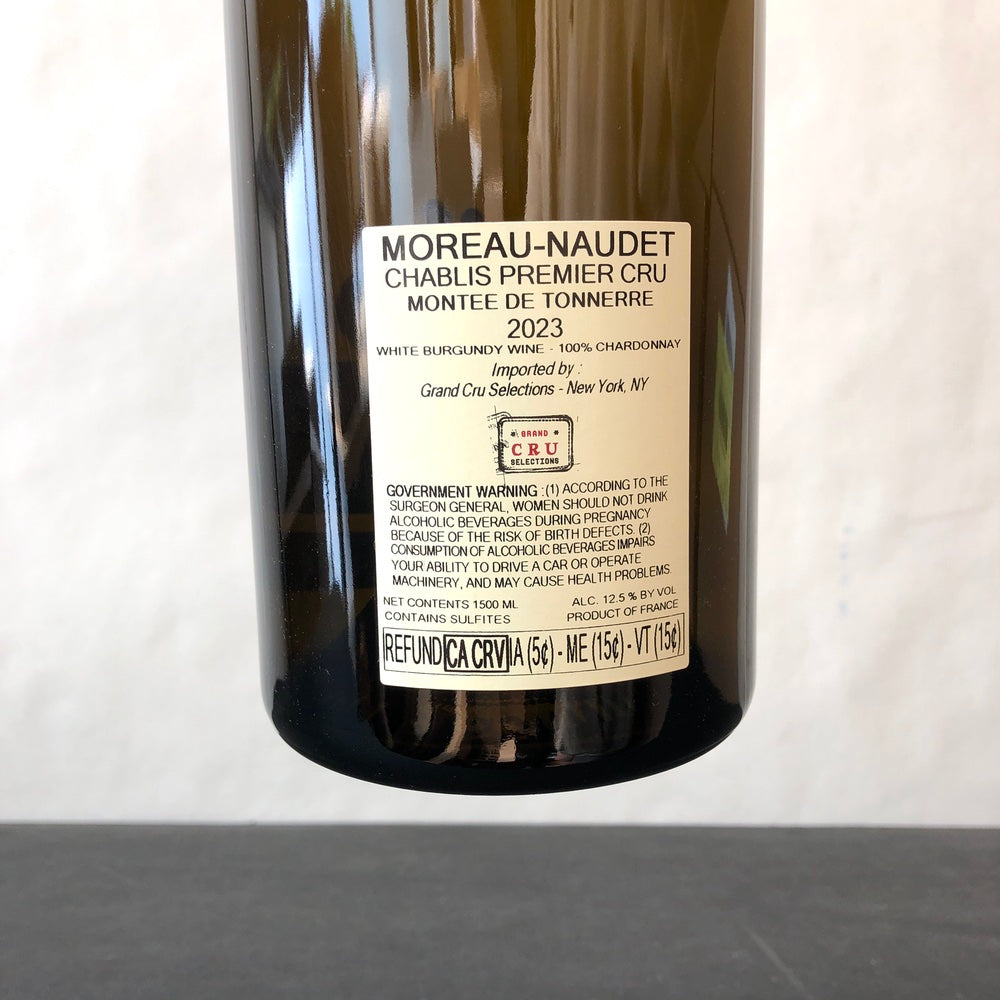 MOREAU-NAUDET
CHABLIS PREMIER CRU
MONTEE DE TONNERRE
2023
WHITE BURGUNDY WINE - 100% CHARDONNAY
Imported by :
Grand Cru Selections - New York, NY
* GRAND *
CRU
SELECTIONS
GOVERNMENT WARNING :(1) ACCORDING TO THE
SURGEON GENERAL, WOMEN SHOULD NOT DRINK
ALCOHOLIC BEVERAGES DURING PREGNANCY
BECAUSE OF THE RISK OF BIRTH DEFECTS. (2)
CONSUMPTION OF ALCOHOLIC BEVERAGES IMPAIRS
YOUR ABILITY TO DRIVE A CAR OR OPERATE
MACHINERY, AND MAY CAUSE HEALTH PROBLEMS.
NET CONTENTS 1500 ML ALC. 12.5 % BY VOL
CONTAINS SULFITES PRODUCT OF FRANCE
REFUND CA CRV IA (5¢) - ME (15¢) - VT (15¢)